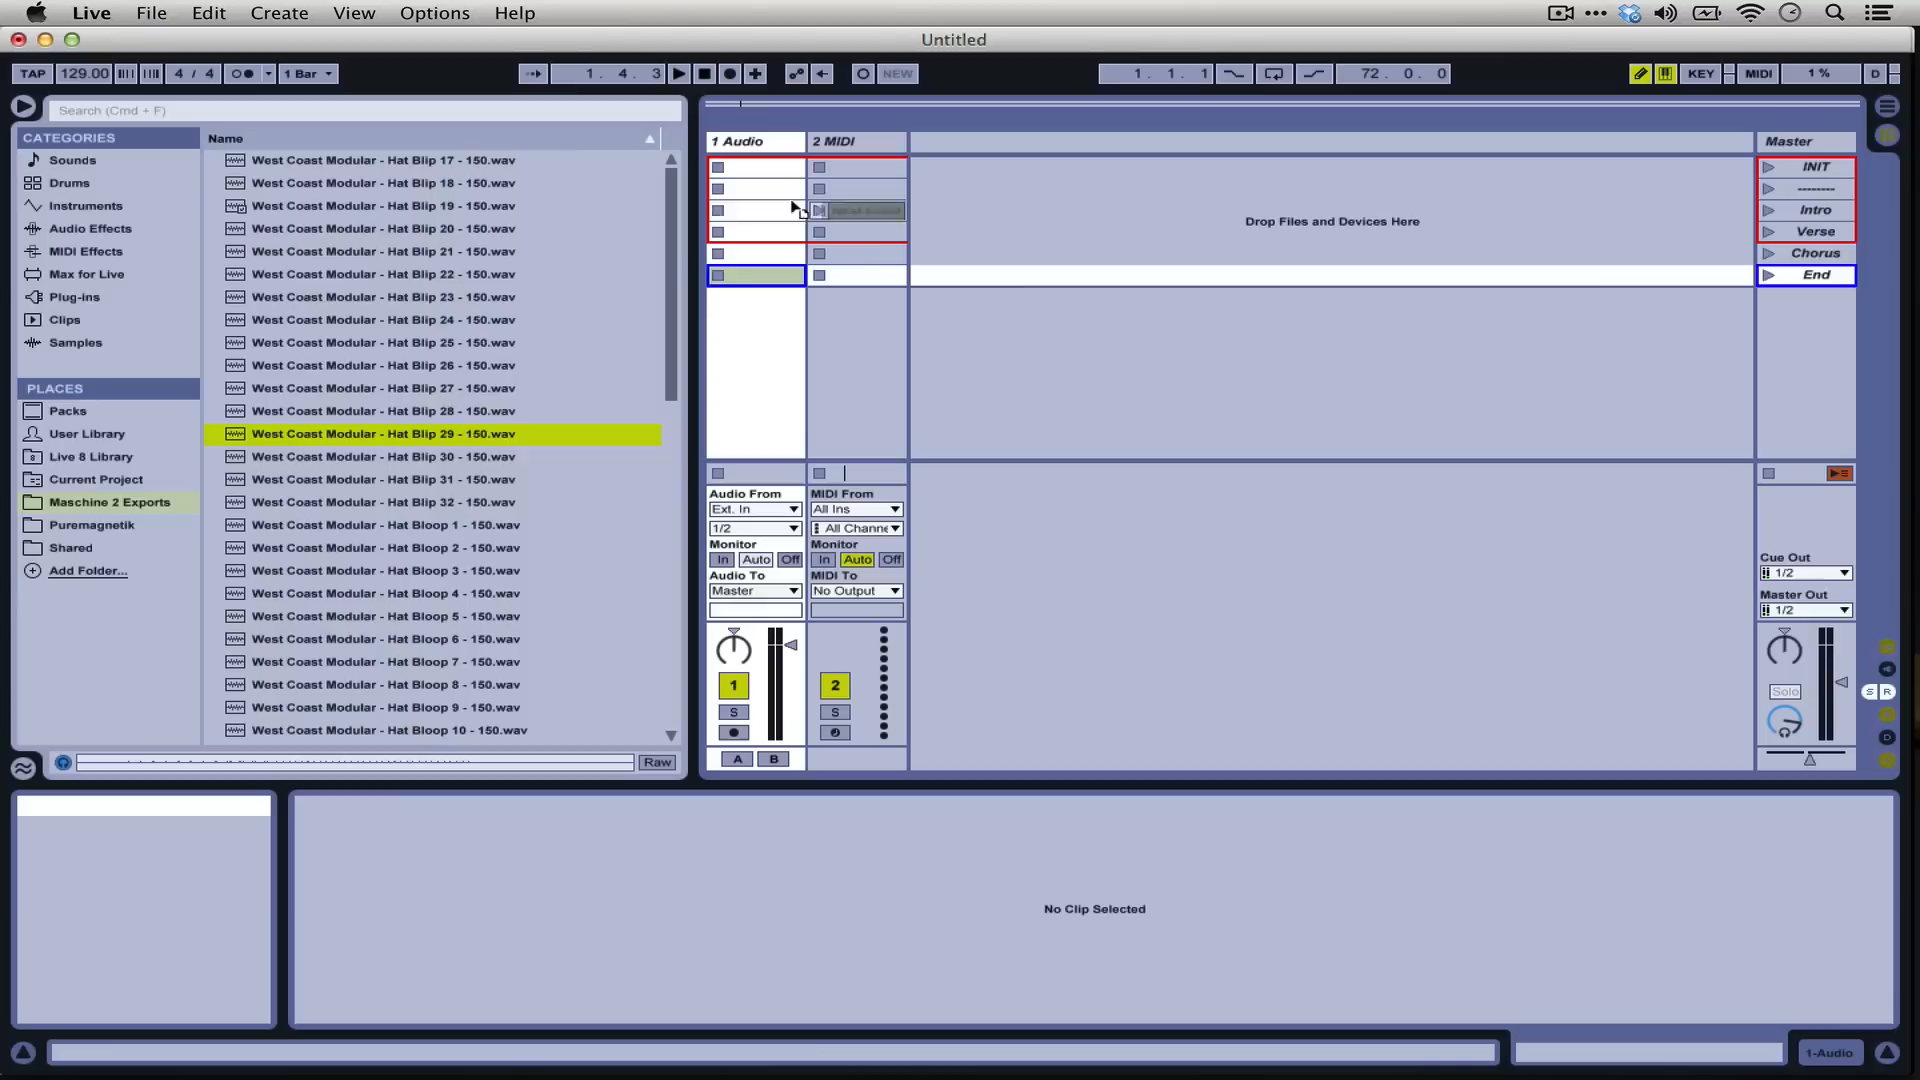 Live File Edit Create View Options Help
Untitled
TAP 129.00 4 / 4 1 Bar 1. 4. 3 NEW 1. 1. 1 72. 0. 0 KEY MIDI 1 % D
Search (Cmd + F)
CATEGORIES
Sounds
Drums
Instruments
Audio Effects
MIDI Effects
Max for Live
Plug-ins
Clips
Samples
PLACES
Packs
User Library
Live 8 Library
Current Project
Maschine 2 Exports
Puremagnetik
Shared
Add Folder...
Name
West Coast Modular - Hat Blip 17 - 150.wav
West Coast Modular - Hat Blip 18 - 150.wav
West Coast Modular - Hat Blip 19 - 150.wav
West Coast Modular - Hat Blip 20 - 150.wav
West Coast Modular - Hat Blip 21 - 150.wav
West Coast Modular - Hat Blip 22 - 150.wav
West Coast Modular - Hat Blip 23 - 150.wav
West Coast Modular - Hat Blip 24 - 150.wav
West Coast Modular - Hat Blip 25 - 150.wav
West Coast Modular - Hat Blip 26 - 150.wav
West Coast Modular - Hat Blip 27 - 150.wav
West Coast Modular - Hat Blip 28 - 150.wav
West Coast Modular - Hat Blip 29 - 150.wav
West Coast Modular - Hat Blip 30 - 150.wav
West Coast Modular - Hat Blip 31 - 150.wav
West Coast Modular - Hat Blip 32 - 150.wav
West Coast Modular - Hat Bloop 1 - 150.wav
West Coast Modular - Hat Bloop 2 - 150.wav
West Coast Modular - Hat Bloop 3 - 150.wav
West Coast Modular - Hat Bloop 4 - 150.wav
West Coast Modular - Hat Bloop 5 - 150.wav
West Coast Modular - Hat Bloop 6 - 150.wav
West Coast Modular - Hat Bloop 7 - 150.wav
West Coast Modular - Hat Bloop 8 - 150.wav
West Coast Modular - Hat Bloop 9 - 150.wav
West Coast Modular - Hat Bloop 10 - 150.wav
Raw
1 Audio 2 MIDI Master
INIT
--------
Intro
Verse
Chorus
End
Drop Files and Devices Here
Audio From
Ext. In
1/2
Monitor
In Auto Off
Audio To
Master
1
S
A B
MIDI From
All Ins
All Channe
Monitor
In Auto Off
MIDI To
No Output
2
S
Cue Out
1/2
Master Out
1/2
Solo
S R
D
No Clip Selected
1-Audio